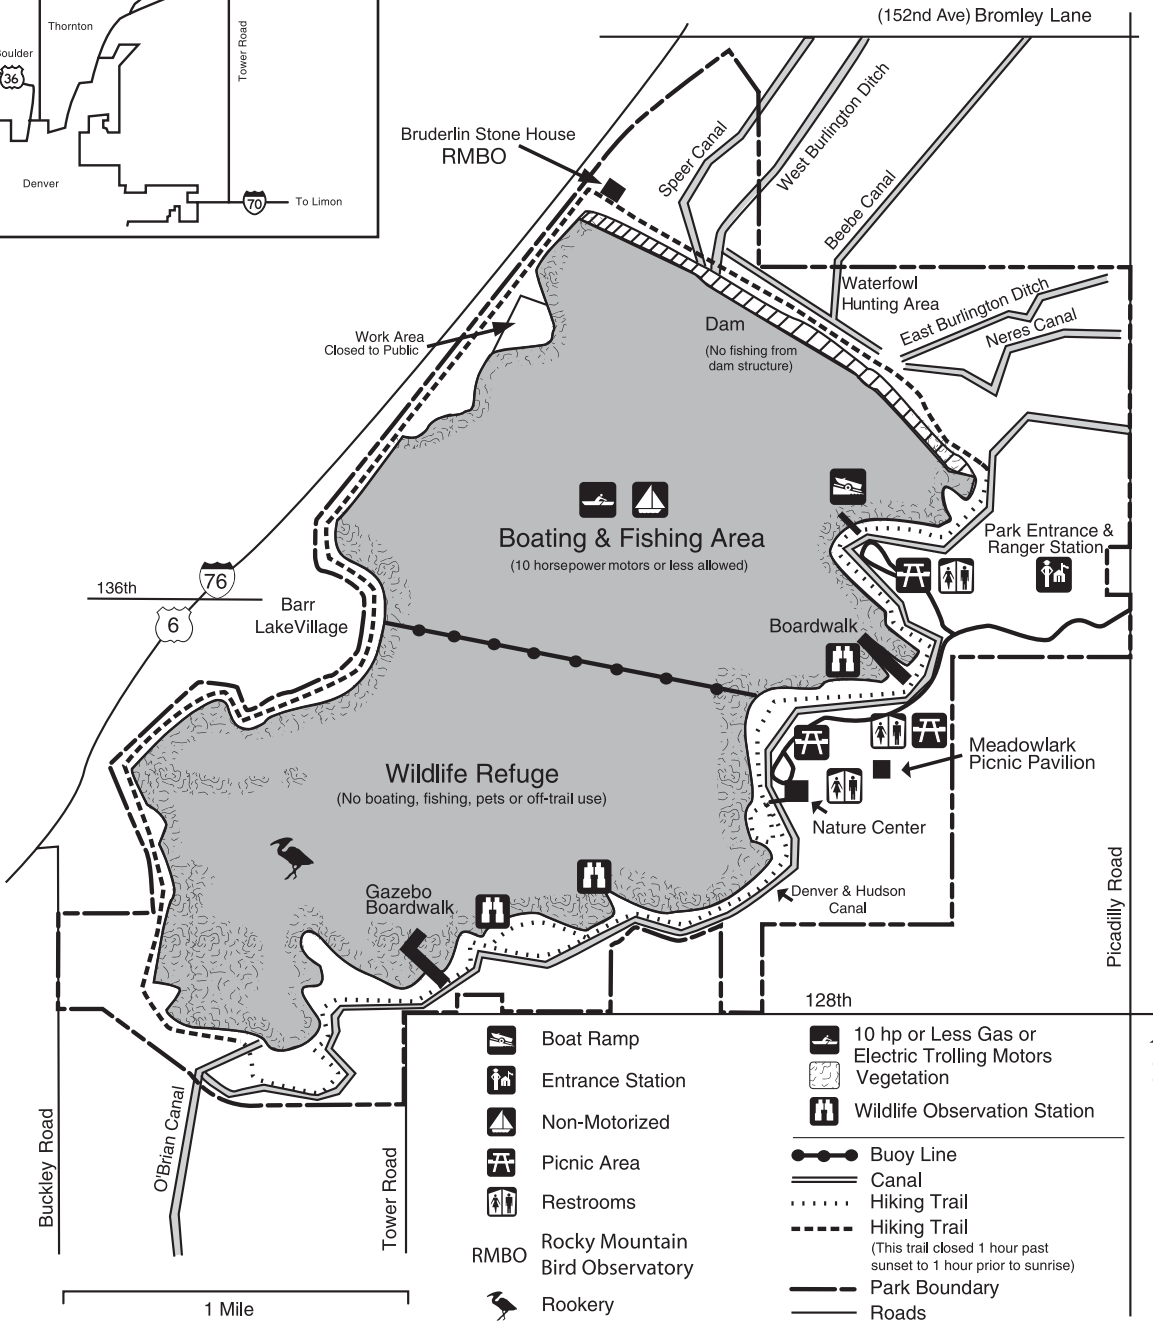 (152nd Ave) Bromley Lane
Thornton
Boulder
36
Tower Road
Denver
70
To Limon
Bruderlin Stone House
RMBO
Speer Canal
West Burlington Ditch
Beebe Canal
Waterfowl
Hunting Area
East Burlington Ditch
Neres Canal
Work Area
Closed to Public
Dam
(No fishing from
dam structure)
Boating & Fishing Area
(10 horsepower motors or less allowed)
Park Entrance &
Ranger Station
76
136th
6
Barr
LakeVillage
Boardwalk
Meadowlark
Picnic Pavilion
Wildlife Refuge
(No boating, fishing, pets or off-trail use)
Nature Center
Gazebo
Boardwalk
Denver & Hudson
Canal
Picadilly Road
128th
O'Brian Canal
Buckley Road
Tower Road
1 Mile
Boat Ramp
Entrance Station
Non-Motorized
Picnic Area
Restrooms
RMBO Rocky Mountain
Bird Observatory
Rookery
10 hp or Less Gas or
Electric Trolling Motors
Vegetation
Wildlife Observation Station
Buoy Line
Canal
Hiking Trail
Hiking Trail
(This trail closed 1 hour past
sunset to 1 hour prior to sunrise)
Park Boundary
Roads